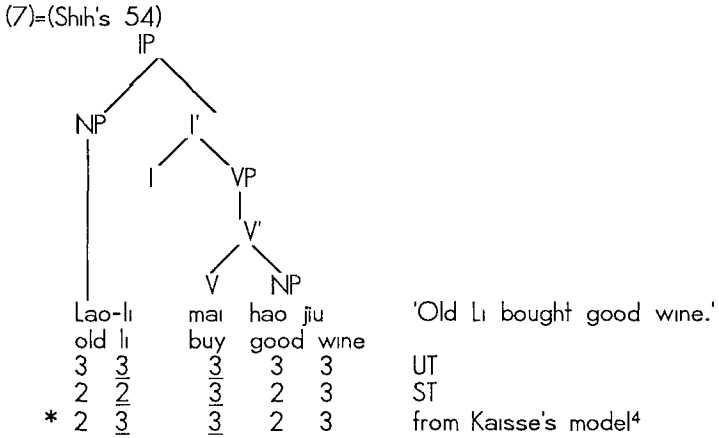 (7)=(Shih's 54)
IP
NP I'
I VP
V'
V NP
Lao-li mai hao jiu 'Old Li bought good wine.'
old li buy good wine
3 3 3 3 3 UT
2 2 3 2 3 ST
* 2 3 3 2 3 from Kaisse's model⁴